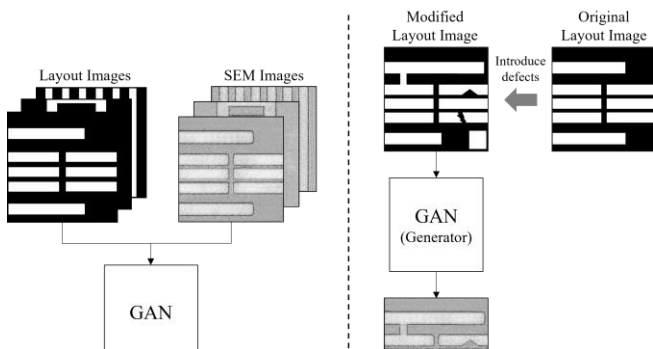 Layout Images
SEM Images
GAN
Modified
Layout Image
Original
Layout Image
Introduce
defects
GAN
(Generator)